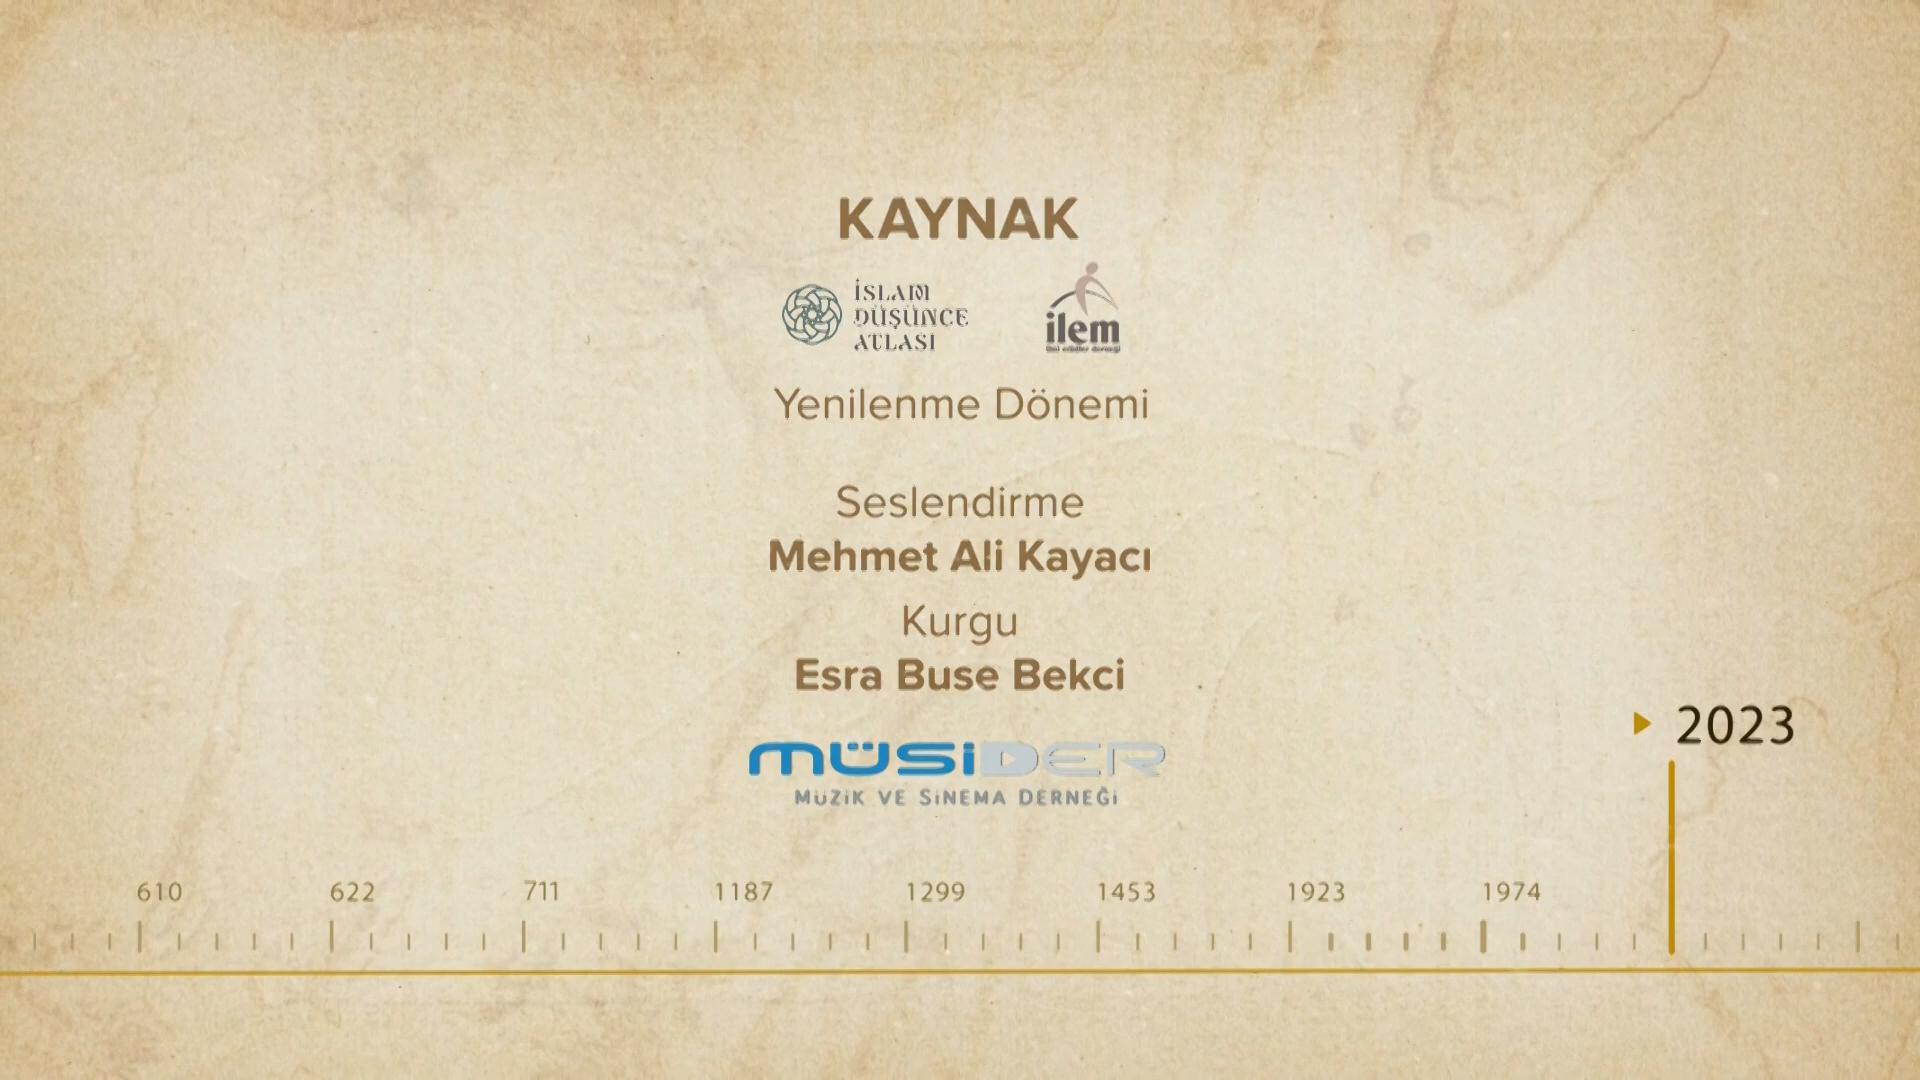 KAYNAK
İSLAM
DÜŞÜNCE
ATLASI
ilem
Yenilenme Dönemi
Seslendirme
Mehmet Ali Kayacı
Kurgu
Esra Buse Bekci
MÜSİDER
MÜZİK VE SİNEMA DERNEĞİ
2023
610 622 711 1187 1299 1453 1923 1974